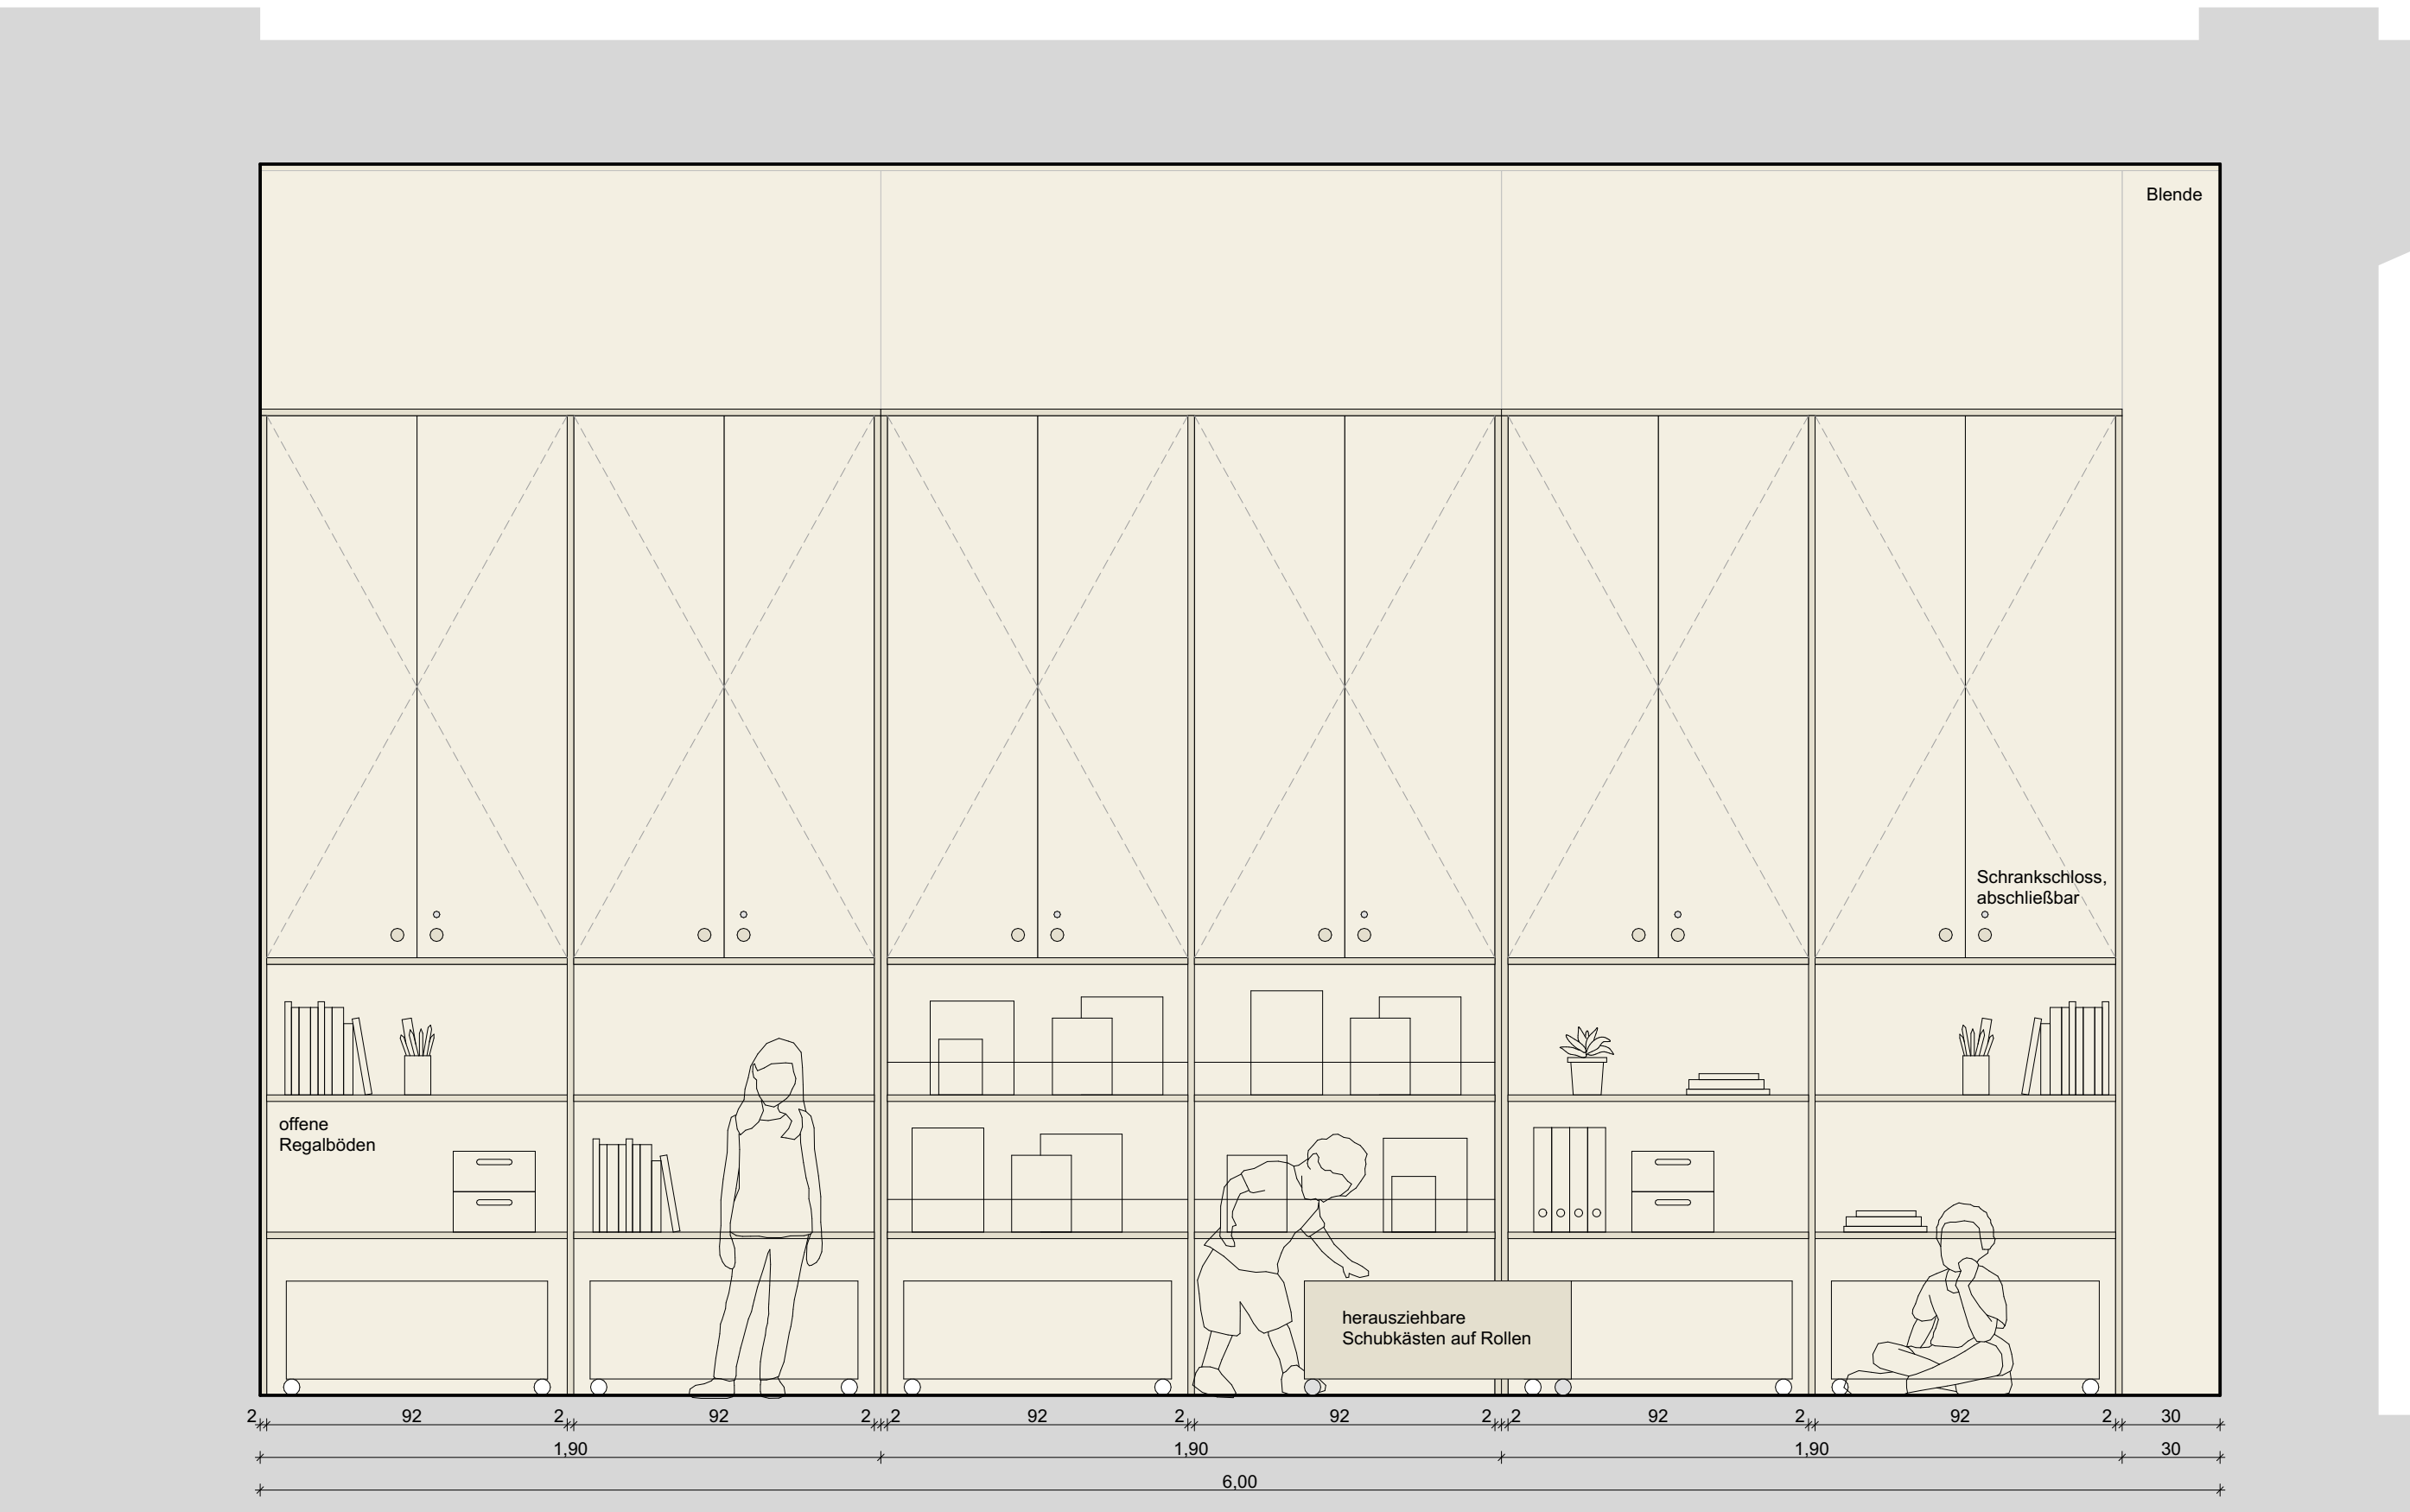 Blende
Schrankschloss,
abschließbar
offene
Regalböden
herausziehbare
Schubkästen auf Rollen
2 92 2 92 2 2 92 2 92 2 2 92 2 92 2 30
1,90 1,90 1,90 30
6,00